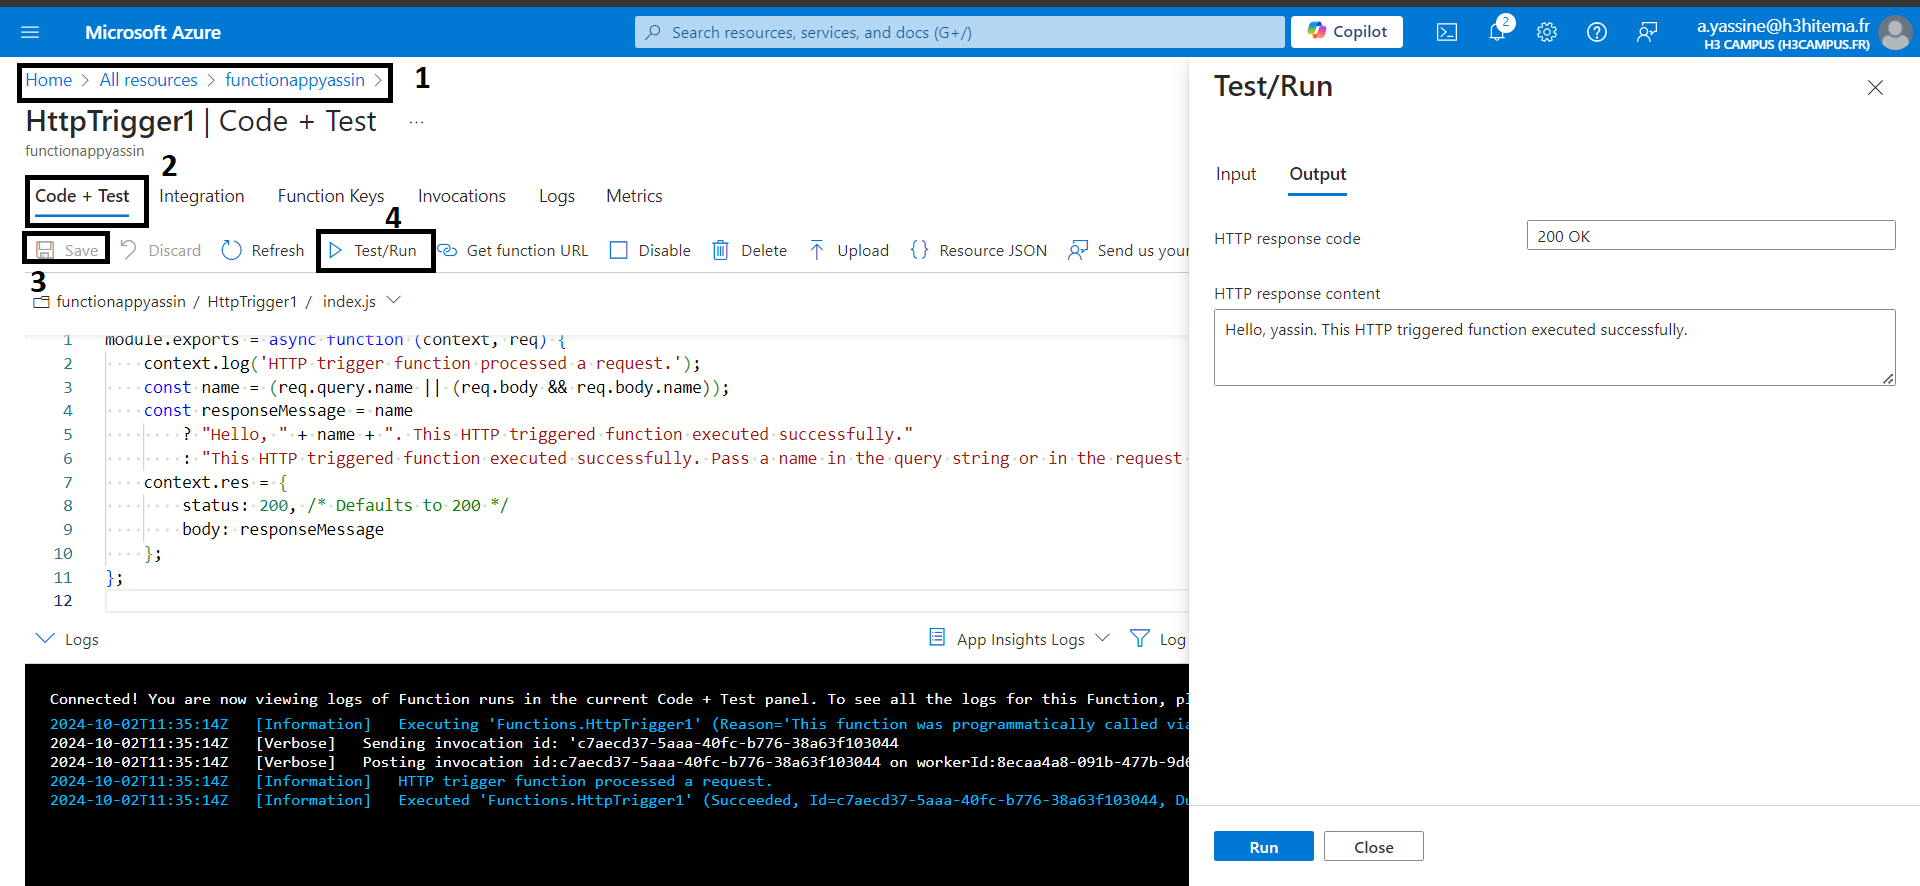 Microsoft Azure
Search resources, services, and docs (G+/)
Copilot
2
a.yassine@h3hitema.fr
H3 CAMPUS (H3CAMPUS.FR)
Home > All resources > functionappyassin >
1
HttpTrigger1 | Code + Test ...
functionappyassin
2
Code + Test Integration Function Keys Invocations Logs Metrics
4
Save Discard Refresh Test/Run Get function URL Disable Delete Upload Resource JSON Send us your
3
functionappyassin / HttpTrigger1 / index.js
1 module.exports = async function (context, req) {
2 context.log('HTTP trigger function processed a request.');
3 const name = (req.query.name || (req.body && req.body.name));
4 const responseMessage = name
5 ? "Hello, " + name + ". This HTTP triggered function executed successfully."
6 : "This HTTP triggered function executed successfully. Pass a name in the query string or in the request
7 context.res = {
8 status: 200, /* Defaults to 200 */
9 body: responseMessage
10 };
11 };
12
Logs
App Insights Logs
Log
Connected! You are now viewing logs of Function runs in the current Code + Test panel. To see all the logs for this Function, pl
2024-10-02T11:35:14Z [Information] Executing 'Functions.HttpTrigger1' (Reason='This function was programmatically called via
2024-10-02T11:35:14Z [Verbose] Sending invocation id: 'c7aecd37-5aaa-40fc-b776-38a63f103044
2024-10-02T11:35:14Z [Verbose] Posting invocation id:c7aecd37-5aaa-40fc-b776-38a63f103044 on workerId:8ecaa4a8-091b-477b-9d6
2024-10-02T11:35:14Z [Information] HTTP trigger function processed a request.
2024-10-02T11:35:14Z [Information] Executed 'Functions.HttpTrigger1' (Succeeded, Id=c7aecd37-5aaa-40fc-b776-38a63f103044, Du
Test/Run
Input Output
HTTP response code
200 OK
HTTP response content
Hello, yassin. This HTTP triggered function executed successfully.
Run Close